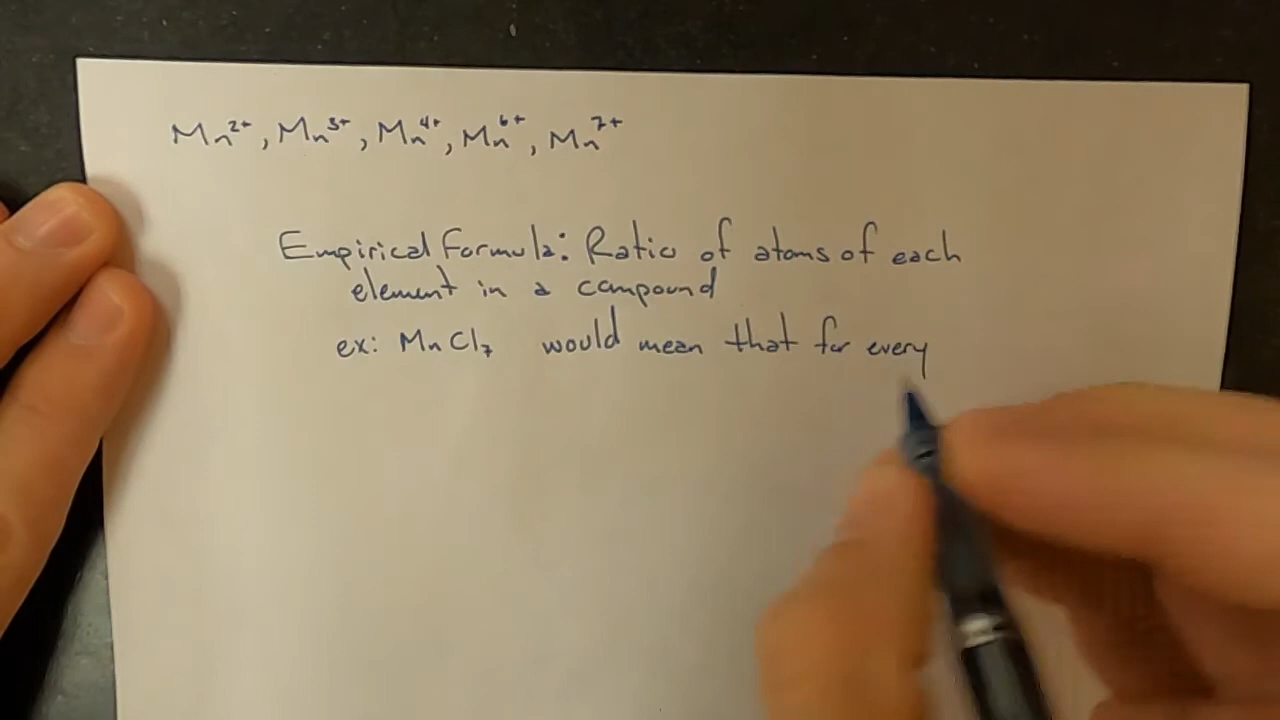 Mn²⁺, Mn³⁺, Mn⁴⁺, Mn⁶⁺, Mn⁷⁺
Empirical Formula: Ratio of atoms of each
element in a compound
ex: MnCl₇ would mean that for every